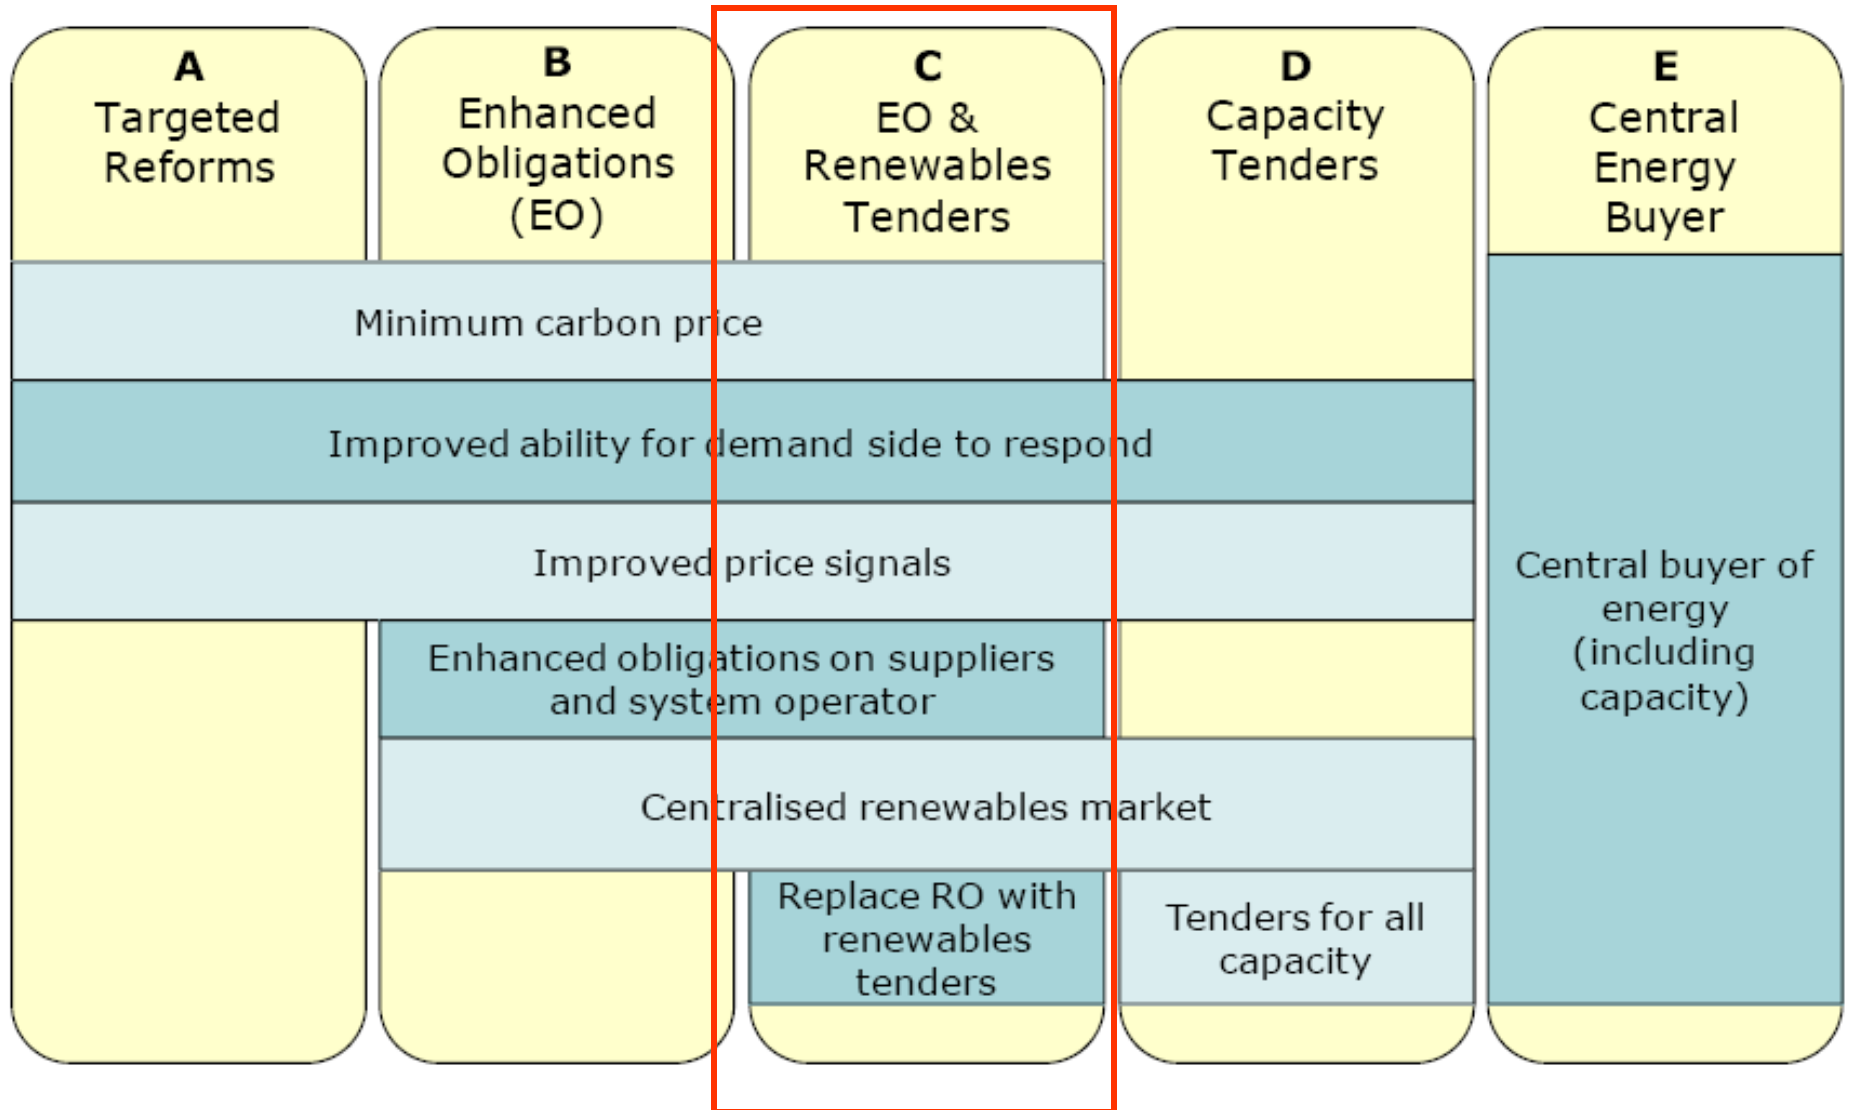 A
Targeted
Reforms
B
Enhanced
Obligations
(EO)
C
EO &
Renewables
Tenders
D
Capacity
Tenders
E
Central
Energy
Buyer
Minimum carbon price
Improved ability for demand side to respond
Improved price signals
Enhanced obligations on suppliers
and system operator
Centralised renewables market
Replace RO with
renewables
tenders
Tenders for all
capacity
Central buyer of
energy
(including
capacity)